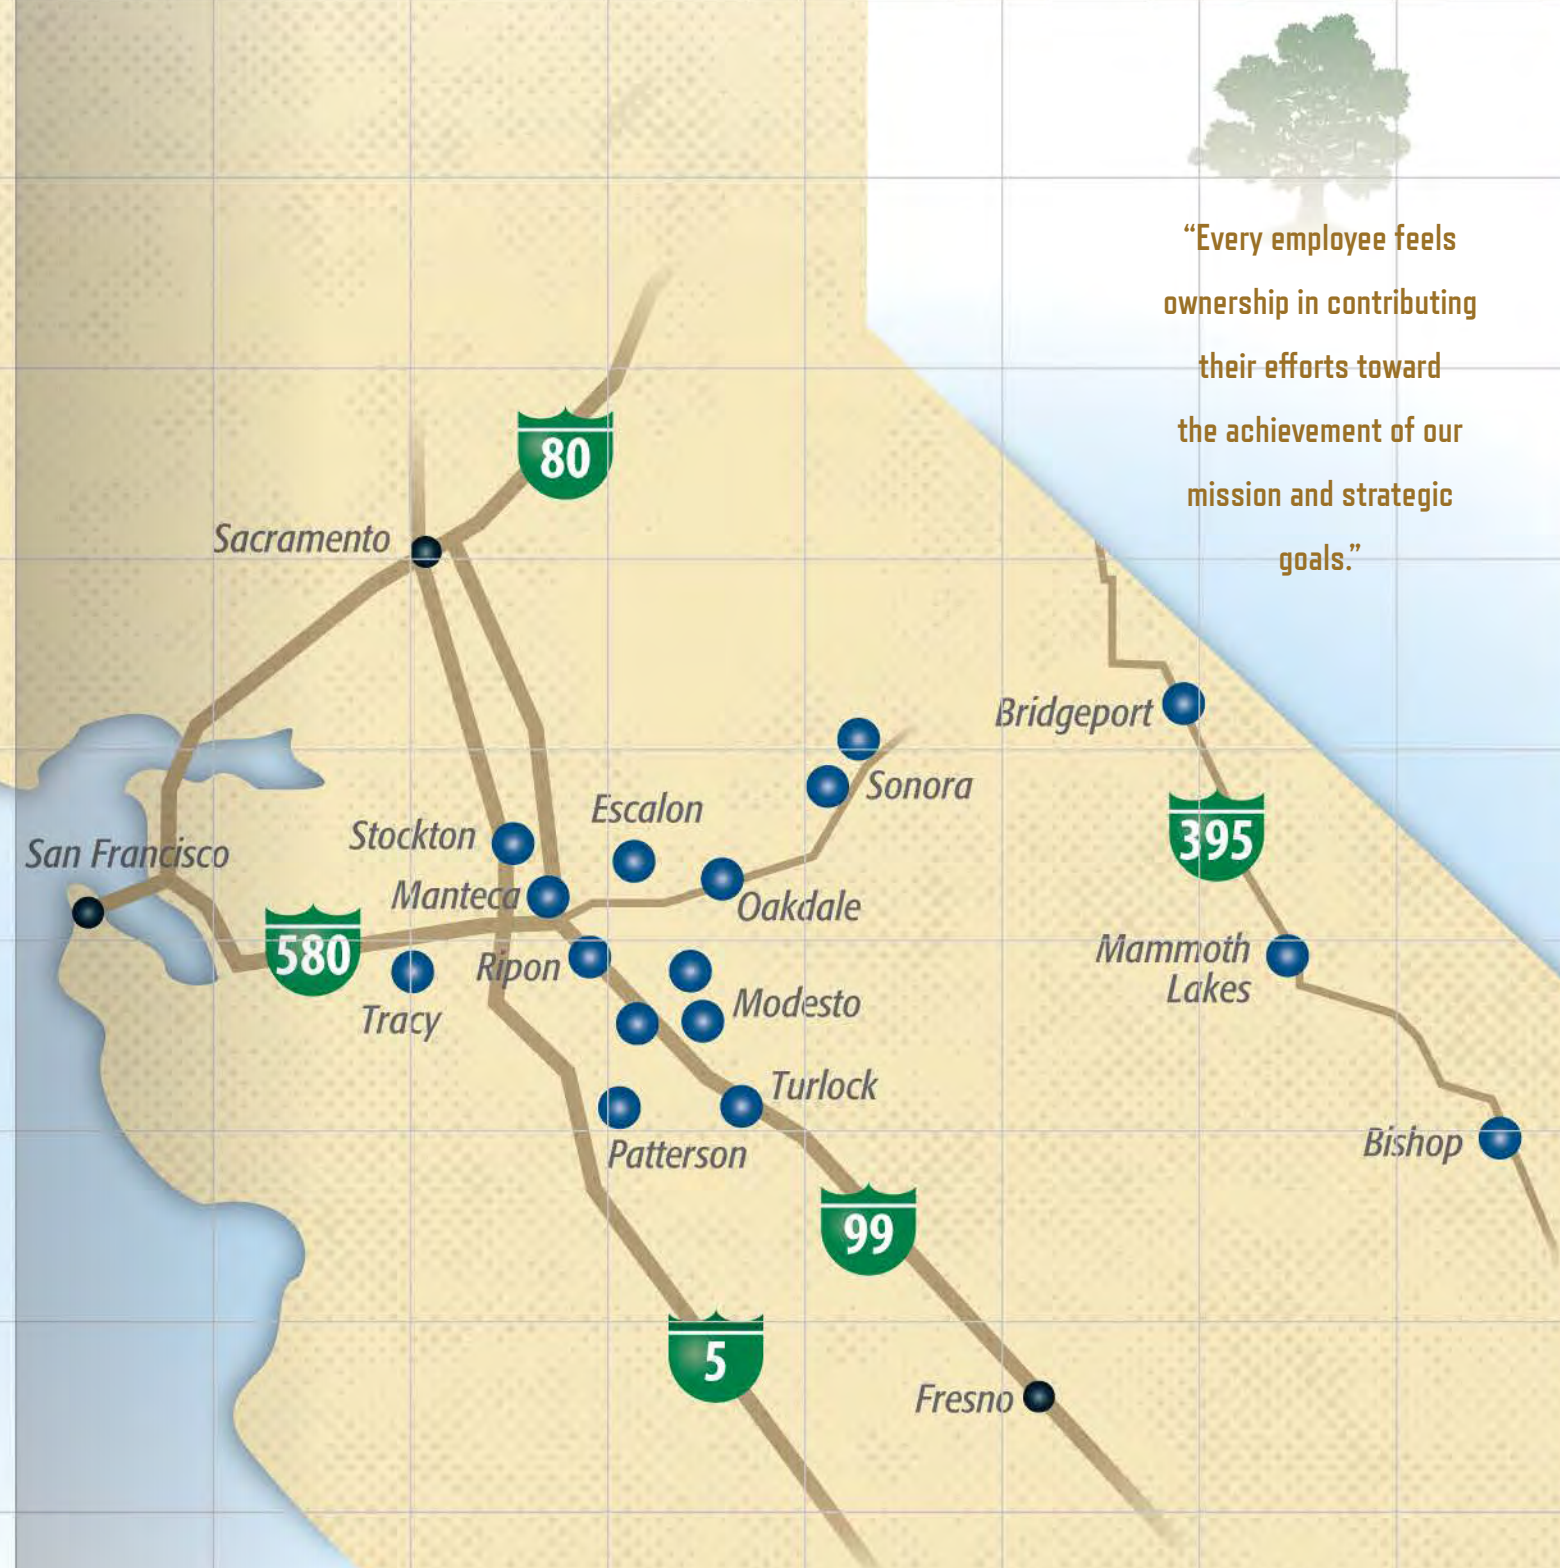 “Every employee feels
ownership in contributing
their efforts toward
the achievement of our
mission and strategic
goals.”
80
Sacramento
Bridgeport
Sonora
Escalon
395
Stockton
San Francisco
Manteca
Oakdale
580
Ripon
Mammoth
Lakes
Tracy
Modesto
Turlock
Bishop
Patterson
99
5
Fresno